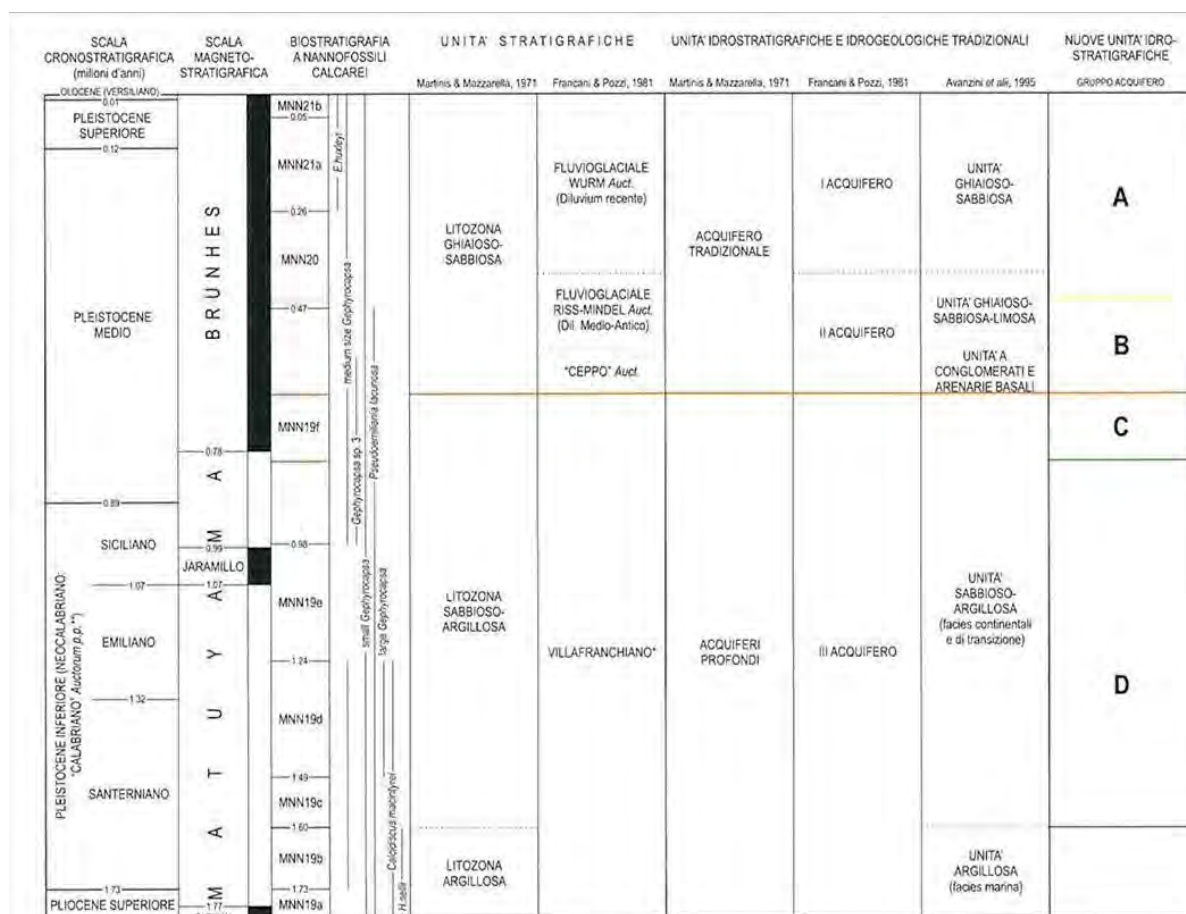 SCALA
CRONOSTRATIGRAFICA
(milioni d'anni)
SCALA
MAGNETO-
STRATIGRAFICA
BIOSTRATIGRAFIA
A NANNOFOSSILI
CALCAREI
UNITA' STRATIGRAFICHE
UNITA' IDROSTRATIGRAFICHE E IDROGEOLOGICHE TRADIZIONALI
NUOVE UNITA' IDRO-
STRATIGRAFICHE
Martinis & Mazzarella, 1971
Francani & Pozzi, 1981
Martinis & Mazzarella, 1971
Francani & Pozzi, 1981
Avanzini et alii, 1995
GRUPPO ACQUIFERO
OLOCENE (VERSILIANO)
0.01
PLEISTOCENE
SUPERIORE
0.12
PLEISTOCENE
MEDIO
0.89
PLEISTOCENE INFERIORE (NEOCALABRIANO:
"CALABRIANO" Auctorum p.p.**)
SICILIANO
1.07
EMILIANO
1.32
SANTERNIANO
1.73
PLIOCENE SUPERIORE
BRUNHES
0.78
MATUYAMA
0.99
JARAMILLO
1.07
1.77
M
MNN21b
0.05
MNN21a
0.26
MNN20
0.47
MNN19f
0.98
MNN19e
1.24
MNN19d
1.49
MNN19c
1.60
MNN19b
1.73
MNN19a
E.huxleyi
medium size Gephyrocapsa
Gephyrocapsa sp. 3
small Gephyrocapsa
Pseudoemiliania lacunosa
large Gephyrocapsa
Calcidiscus macintyrei
H.sellii
LITOZONA
GHIAIOSO-
SABBIOSA
LITOZONA
SABBIOSO-
ARGILLOSA
LITOZONA
ARGILLOSA
FLUVIOGLACIALE
WURM Auct.
(Diluvium recente)
FLUVIOGLACIALE
RISS-MINDEL Auct.
(Dil. Medio-Antico)
"CEPPO" Auct.
VILLAFRANCHIANO*
ACQUIFERO
TRADIZIONALE
ACQUIFERI
PROFONDI
I ACQUIFERO
II ACQUIFERO
III ACQUIFERO
UNITA'
GHIAIOSO-
SABBIOSA
UNITA' GHIAIOSO-
SABBIOSA-LIMOSA
UNITA' A
CONGLOMERATI E
ARENARIE BASALI
UNITA'
SABBIOSO-
ARGILLOSA
(facies continentali
e di transizione)
UNITA'
ARGILLOSA
(facies marina)
A
B
C
D